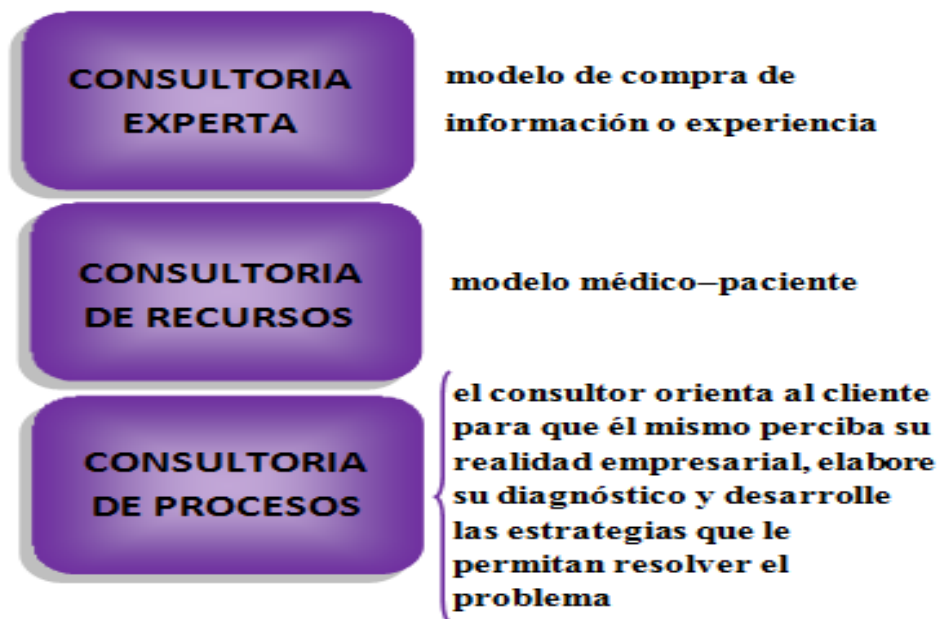 CONSULTORIA
EXPERTA
modelo de compra de
información o experiencia
CONSULTORIA
DE RECURSOS
modelo médico–paciente
CONSULTORIA
DE PROCESOS
el consultor orienta al cliente
para que él mismo perciba su
realidad empresarial, elabore
su diagnóstico y desarrolle
las estrategias que le
permitan resolver el
problema